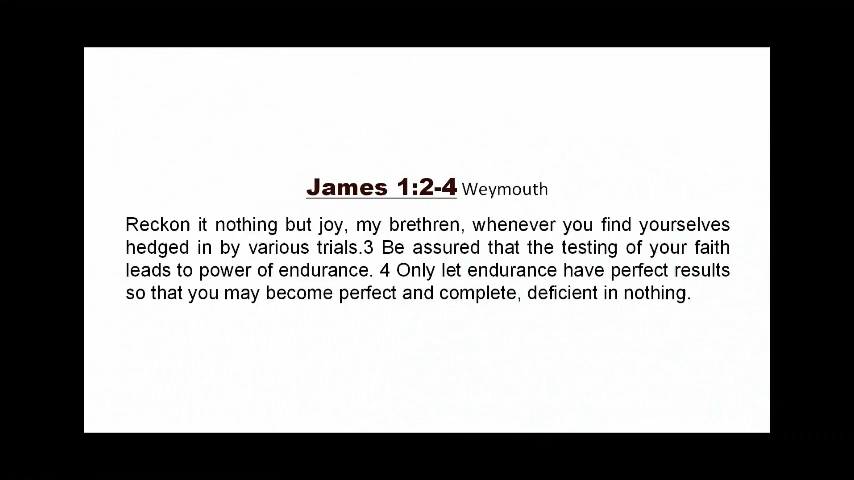 James 1:2-4 Weymouth
Reckon it nothing but joy, my brethren, whenever you find yourselves
hedged in by various trials.3 Be assured that the testing of your faith
leads to power of endurance. 4 Only let endurance have perfect results
so that you may become perfect and complete, deficient in nothing.